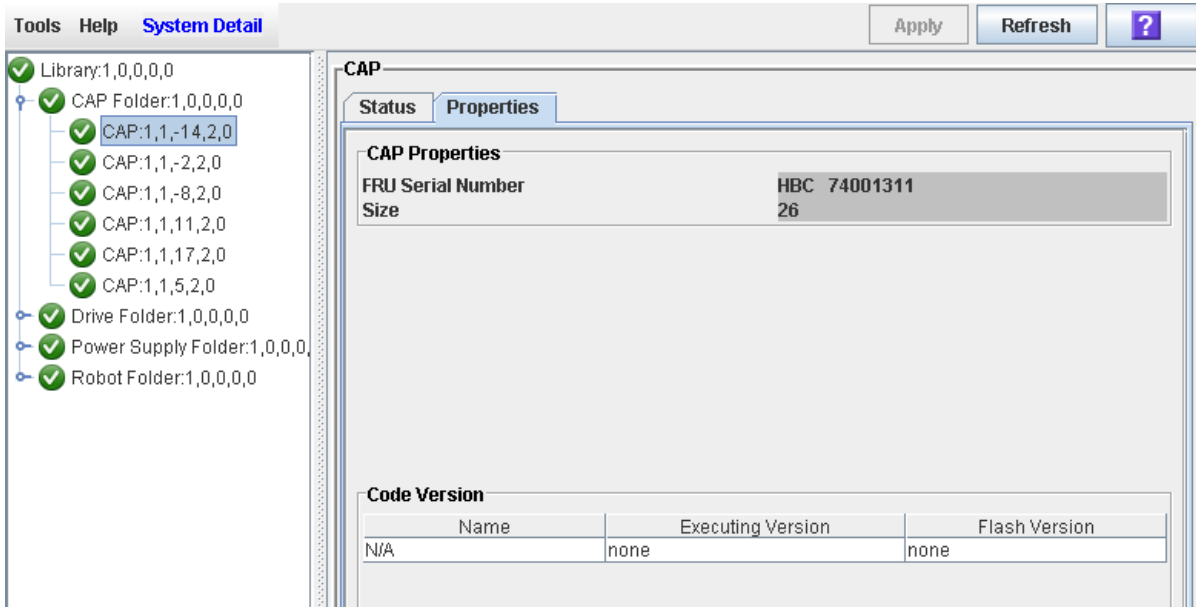 Tools Help System Detail Apply Refresh ?
Library:1,0,0,0,0
CAP Folder:1,0,0,0,0
CAP:1,1,-14,2,0
CAP:1,1,-2,2,0
CAP:1,1,-8,2,0
CAP:1,1,11,2,0
CAP:1,1,17,2,0
CAP:1,1,5,2,0
Drive Folder:1,0,0,0,0
Power Supply Folder:1,0,0,0,
Robot Folder:1,0,0,0,0
CAP
Status Properties
CAP Properties
FRU Serial Number HBC 74001311
Size 26
Code Version
Name Executing Version Flash Version
N/A none none